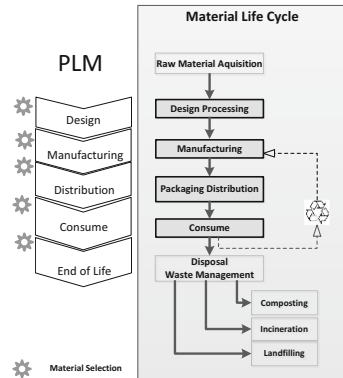 Material Life Cycle
PLM
Raw Material Aquisition
Design
Design Processing
Manufacturing
Manufacturing
Distribution
Packaging Distribution
Consume
Consume
End of Life
Disposal
Waste Management
Composting
Incineration
Landfilling
Material Selection